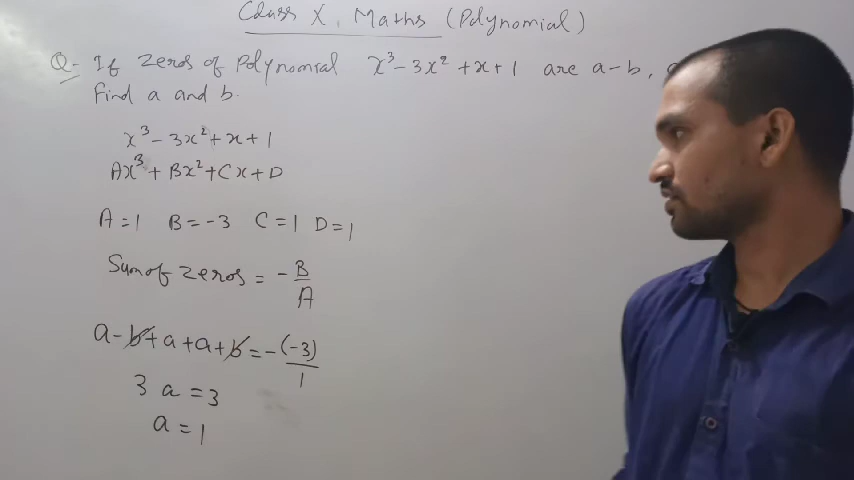 Class X, Maths (Polynomial)
Q- If zeros of Polynomial x³-3x²+x+1 are a-b,
Find a and b.
x³-3x²+x+1
Ax³+Bx²+Cx+D
A=1 B=-3 C=1 D=1
Sum of zeros = -B/A
a-b+a+a+b=-(-3)/1
3a=3
a=1